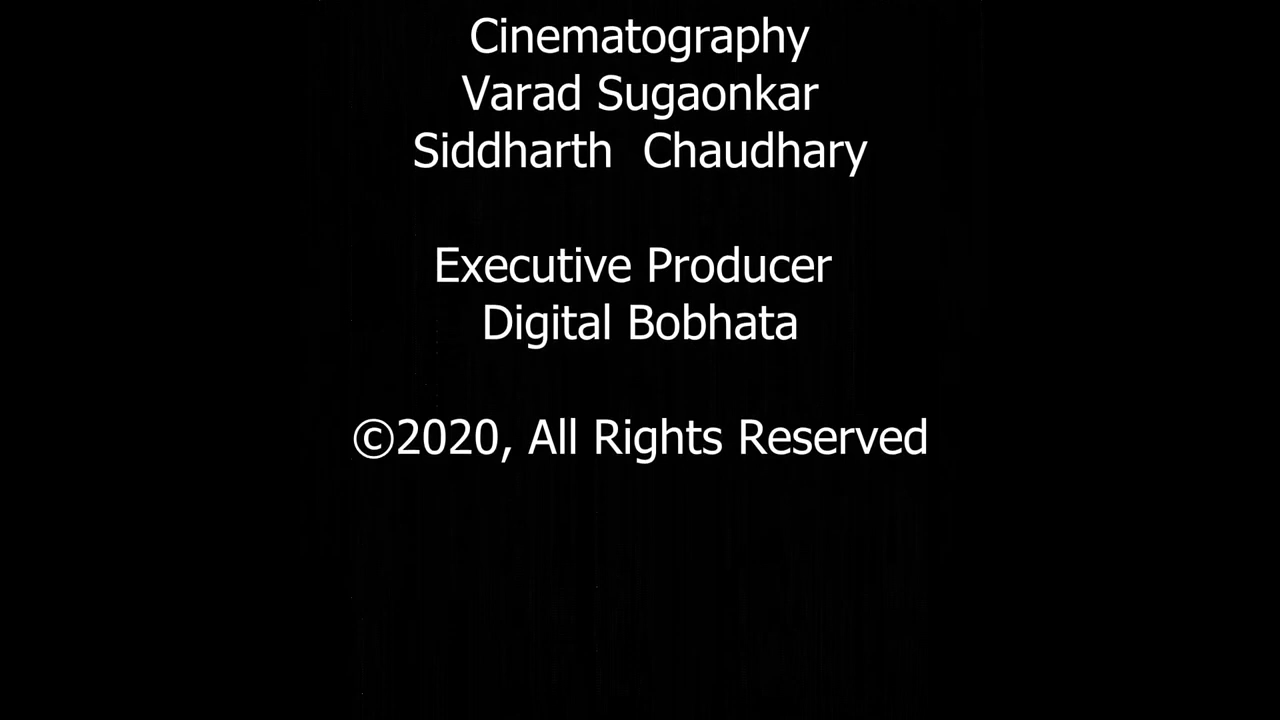 Cinematography
Varad Sugaonkar
Siddharth  Chaudhary
Executive Producer
Digital Bobhata
©2020, All Rights Reserved